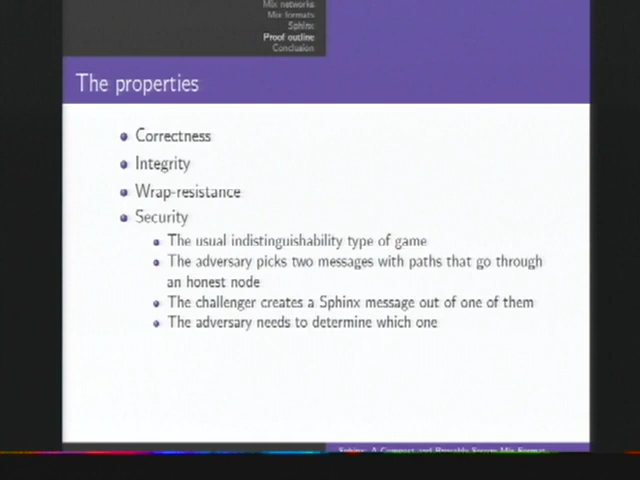 Mix networks
Mix formats
Sphinx
Proof outline
Conclusion
The properties
Correctness
Integrity
Wrap-resistance
Security
The usual indistinguishability type of game
The adversary picks two messages with paths that go through
an honest node
The challenger creates a Sphinx message out of one of them
The adversary needs to determine which one
Sphinx: A Compact and Provably Secure Mix Format